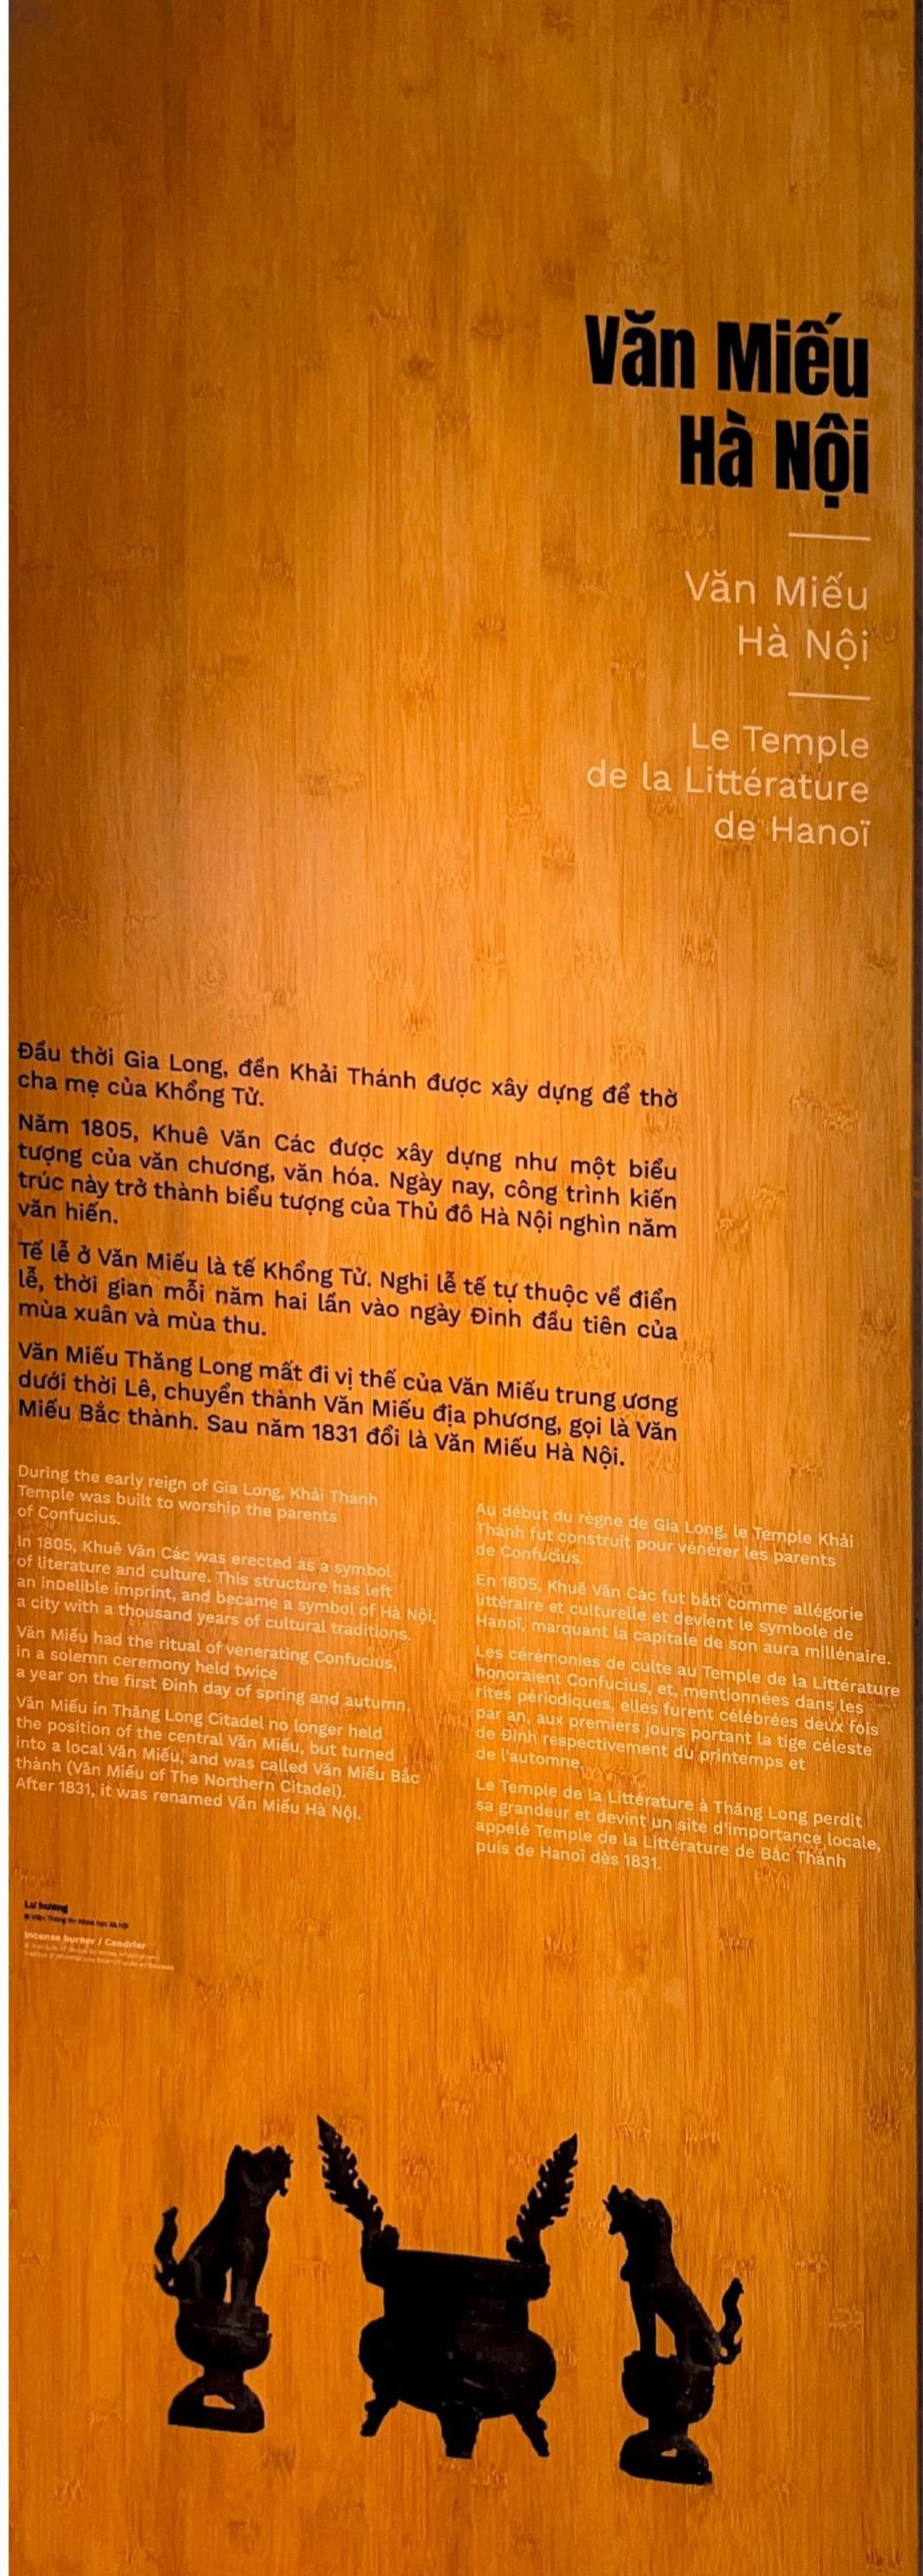 Văn Miếu
Hà Nội
Văn Miếu
Hà Nội
Le Temple
de la Littérature
de Hanoï
Đầu thời Gia Long, đền Khải Thánh được xây dựng để thờ
cha mẹ của Khổng Tử.
Năm 1805, Khuê Văn Các được xây dựng như một biểu
tượng của văn chương, văn hóa. Ngày nay, công trình kiến
trúc này trở thành biểu tượng của Thủ đô Hà Nội nghìn năm
văn hiến.
Tế lễ ở Văn Miếu là tế Khổng Tử. Nghi lễ tế tự thuộc về điển
lễ, thời gian mỗi năm hai lần vào ngày Đinh đầu tiên của
mùa xuân và mùa thu.
Văn Miếu Thăng Long mất đi vị thế của Văn Miếu trung ương
dưới thời Lê, chuyển thành Văn Miếu địa phương, gọi là Văn
Miếu Bắc thành. Sau năm 1831 đổi là Văn Miếu Hà Nội.
During the early reign of Gia Long, Khải Thánh
Temple was built to worship the parents
of Confucius.
In 1805, Khuê Văn Các was erected as a symbol
of literature and culture. This structure has left
an inDelible imprint, and became a symbol of Hà Nội,
a city with a thousand years of cultural traditions.
Văn Miếu had the ritual of venerating Confucius,
in a solemn ceremony held twice
a year on the first Đinh day of spring and autumn.
Văn Miếu in Thăng Long Citadel no longer held
the position of the central Văn Miếu, but turned
into a local Văn Miếu, and was called Văn Miếu Bắc
thành (Văn Miếu of The Northern Citadel).
After 1831, it was renamed Văn Miếu Hà Nội.
Au début du règne de Gia Long, le Temple Khải
Thánh fut construit pour vénérer les parents
de Confucius.
En 1805, Khuê Văn Các fut bâti comme allégorie
littéraire et culturelle et devient le symbole de
Hanoï, marquant la capitale de son aura millénaire.
Les cérémonies de culte au Temple de la Littérature
honoraient Confucius, et, mentionnées dans les
rites périodiques, elles furent célébrées deux fois
par an, aux premiers jours portant la tige céleste
de Đinh respectivement du printemps et
de l'automne.
Le Temple de la Littérature à Thăng Long perdit
sa grandeur et devint un site d'importance locale,
appelé Temple de la Littérature de Bắc Thành
puis de Hanoï dès 1831.
Lư hương
Viện Thông tin Khoa học Xã hội
Incense burner / Cendrier